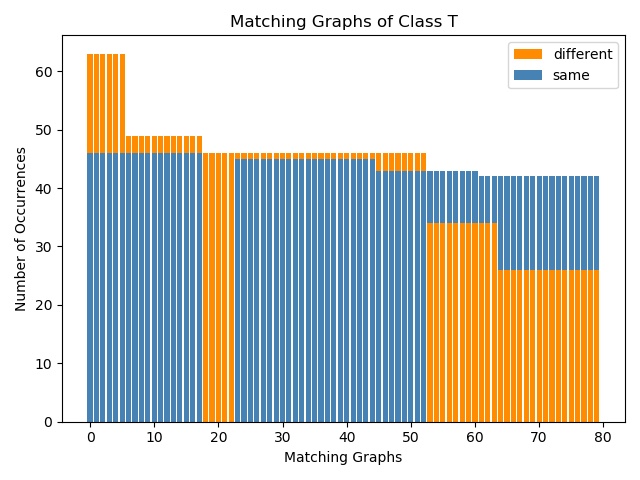 Matching Graphs of Class T
different
same
Number of Occurrences
60
50
40
30
20
10
0
0 10 20 30 40 50 60 70 80
Matching Graphs